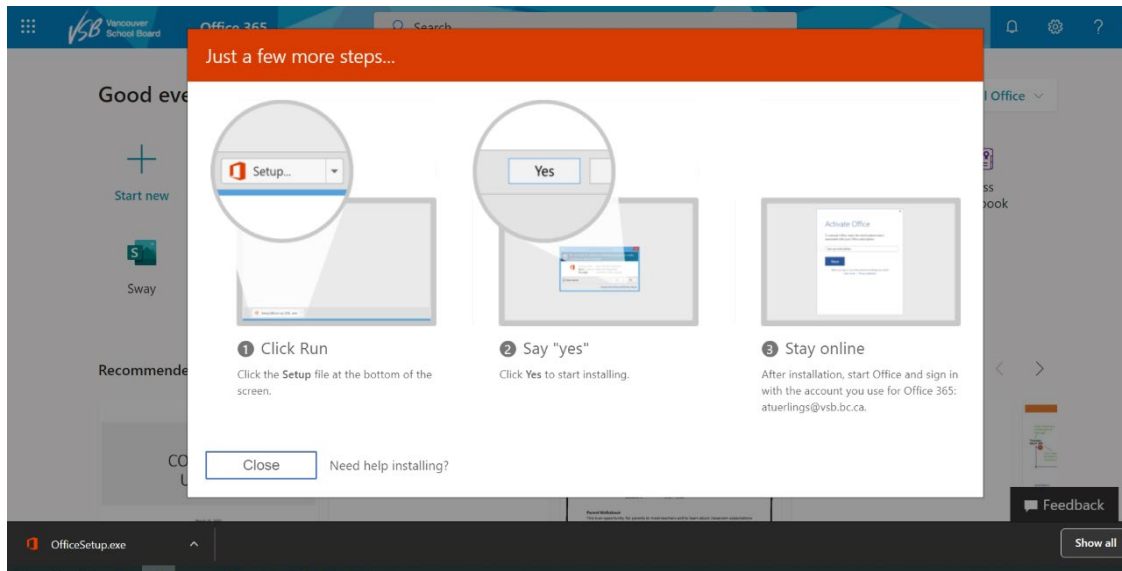 VSB Vancouver School Board
Office 365
Search
Just a few more steps...
Good eve
l Office
Setup...
Yes
Start new
ss
book
Activate Office
Sway
1 Click Run
2 Say "yes"
3 Stay online
Recommende
Click the Setup file at the bottom of the
screen.
Click Yes to start installing.
After installation, start Office and sign in
with the account you use for Office 365:
atuerlings@vsb.bc.ca.
CO
U
Close
Need help installing?
Feedback
OfficeSetup.exe
Show all